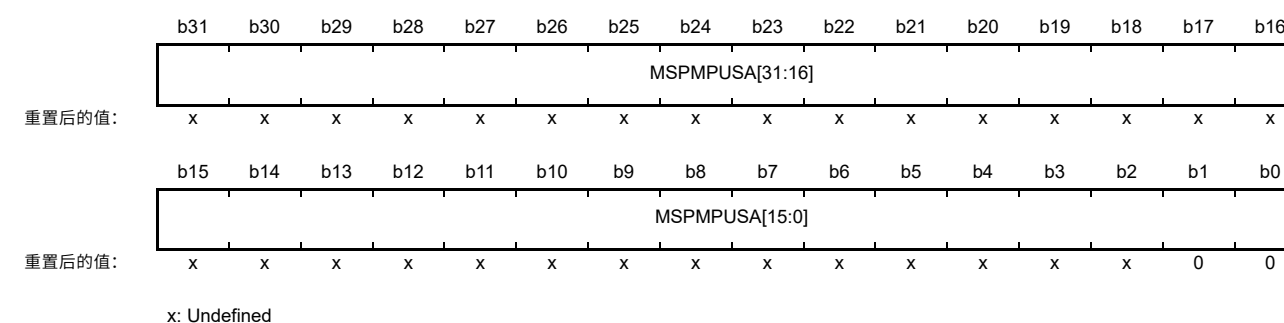 b31 b30 b29 b28 b27 b26 b25 b24 b23 b22 b21 b20 b19 b18 b17 b16
MSPMPUSA[31:16]
重置后的值: x x x x x x x x x x x x x x x x
b15 b14 b13 b12 b11 b10 b9 b8 b7 b6 b5 b4 b3 b2 b1 b0
MSPMPUSA[15:0]
重置后的值: x x x x x x x x x x x x x x 0 0
x: Undefined